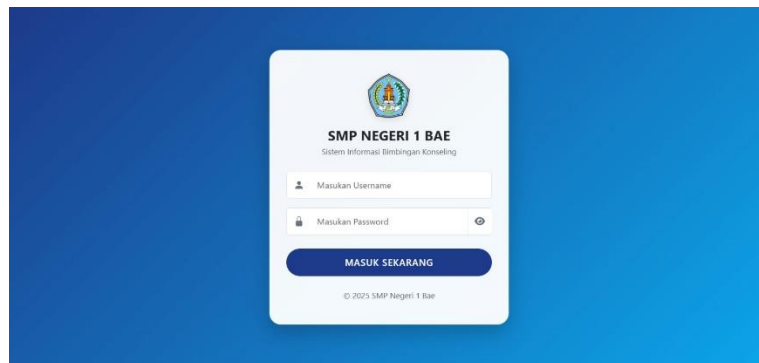 SMP NEGERI 1 BAE
Sistem Informasi Bimbingan Konseling
Masukan Username
Masukan Password
MASUK SEKARANG
© 2025 SMP Negeri 1 Bae